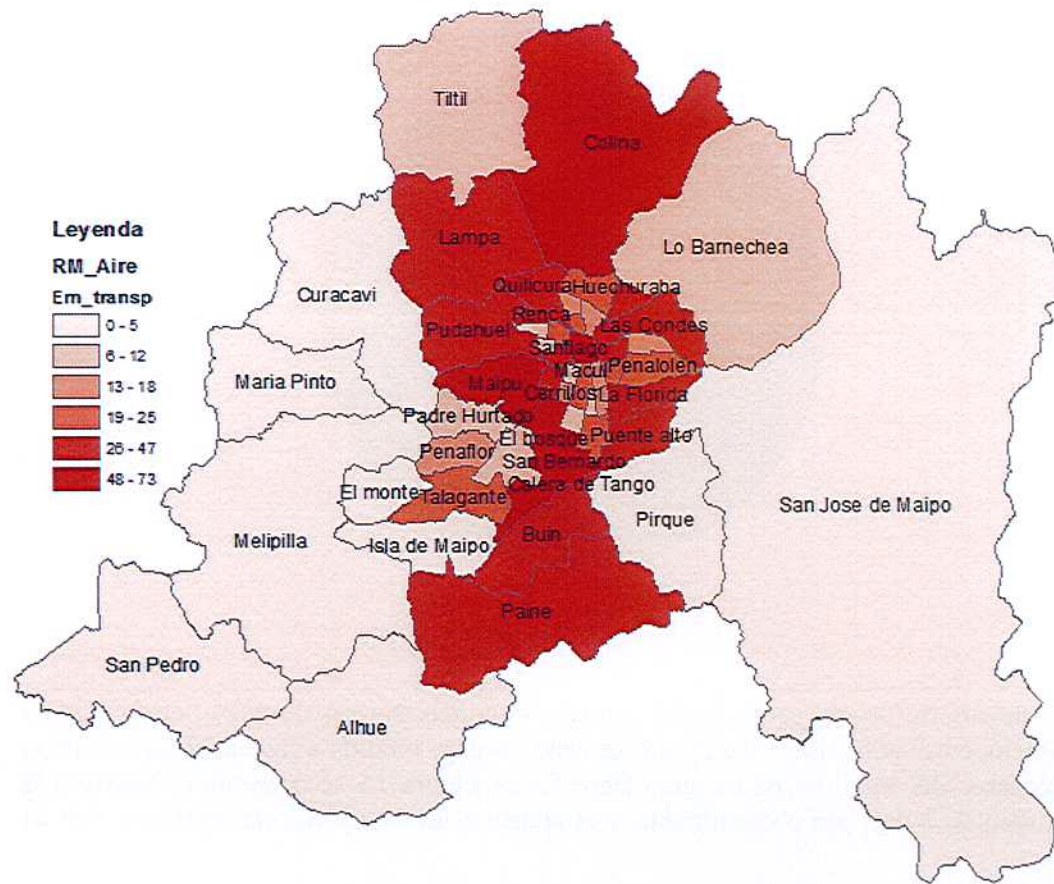 Tiltil
Colina
Leyenda
RM_Aire
Em_transp
0 - 5
6 - 12
13 - 18
19 - 25
26 - 47
48 - 73
Lampa
Lo Barnechea
Curacavi
Quilicura
Huechuraba
Renca
Pudahuel
Las Condes
Santiago
Maria Pinto
Macul
Penalolen
Maipu
Cerrillos
La Florida
Padre Hurtado
El bosque
Puente alto
Penaflor
San Bernardo
El monte
Talagante
Calera de Tango
San Jose de Maipo
Pirque
Melipilla
Isla de Maipo
Buin
Paine
San Pedro
Alhue